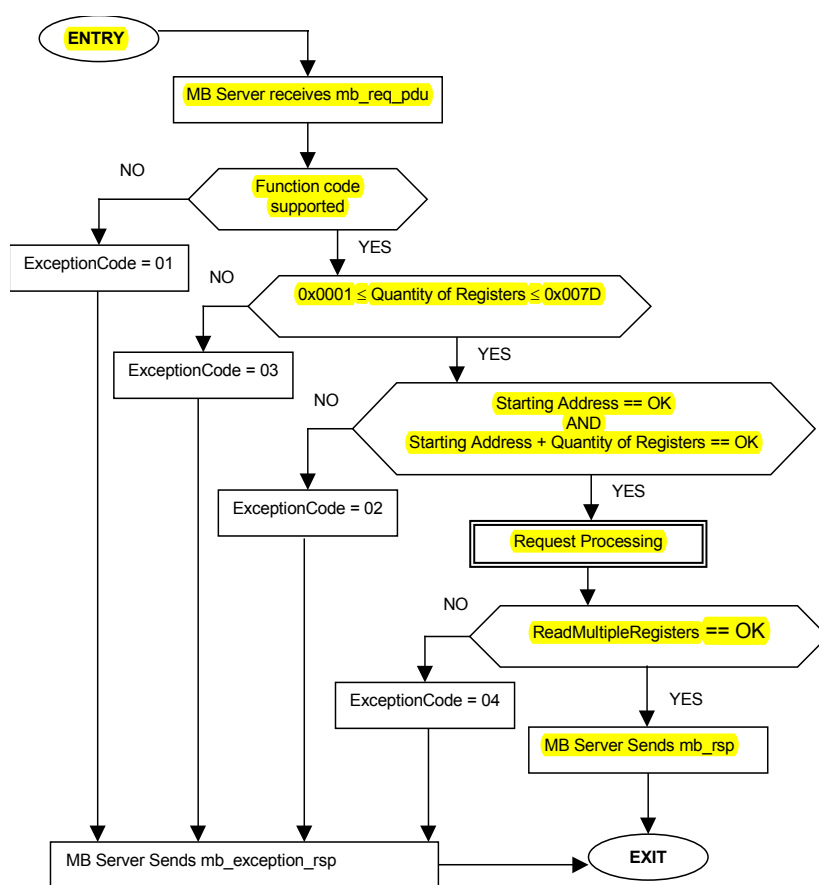 ENTRY
MB Server receives mb_req_pdu
NO
Function code
supported
YES
ExceptionCode = 01
NO
0x0001 ≤ Quantity of Registers ≤ 0x007D
YES
ExceptionCode = 03
NO
Starting Address == OK
AND
Starting Address + Quantity of Registers == OK
YES
ExceptionCode = 02
Request Processing
NO
ReadMultipleRegisters == OK
YES
ExceptionCode = 04
MB Server Sends mb_rsp
MB Server Sends mb_exception_rsp
EXIT